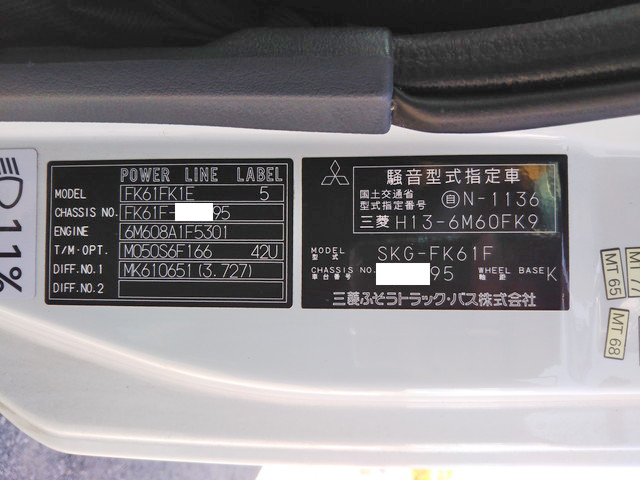 11%
POWER LINE LABEL
MODEL FK61FK1E 5
CHASSIS NO. FK61F- 95
ENGINE 6M608A1F5301
T/M·OPT. M050S6F166 42U
DIFF.NO.1 MK610651 (3.727)
DIFF.NO.2
騒音型式指定車
国土交通省
型式指定番号 自 N-1136
三菱 H13-6M60FK9
MODEL
型式 SKG-FK61F
CHASSIS NO.
車台番号 95 WHEEL BASE
軸距 K
三菱ふそうトラック・バス株式会社
MT 65
MT 77
MT 68